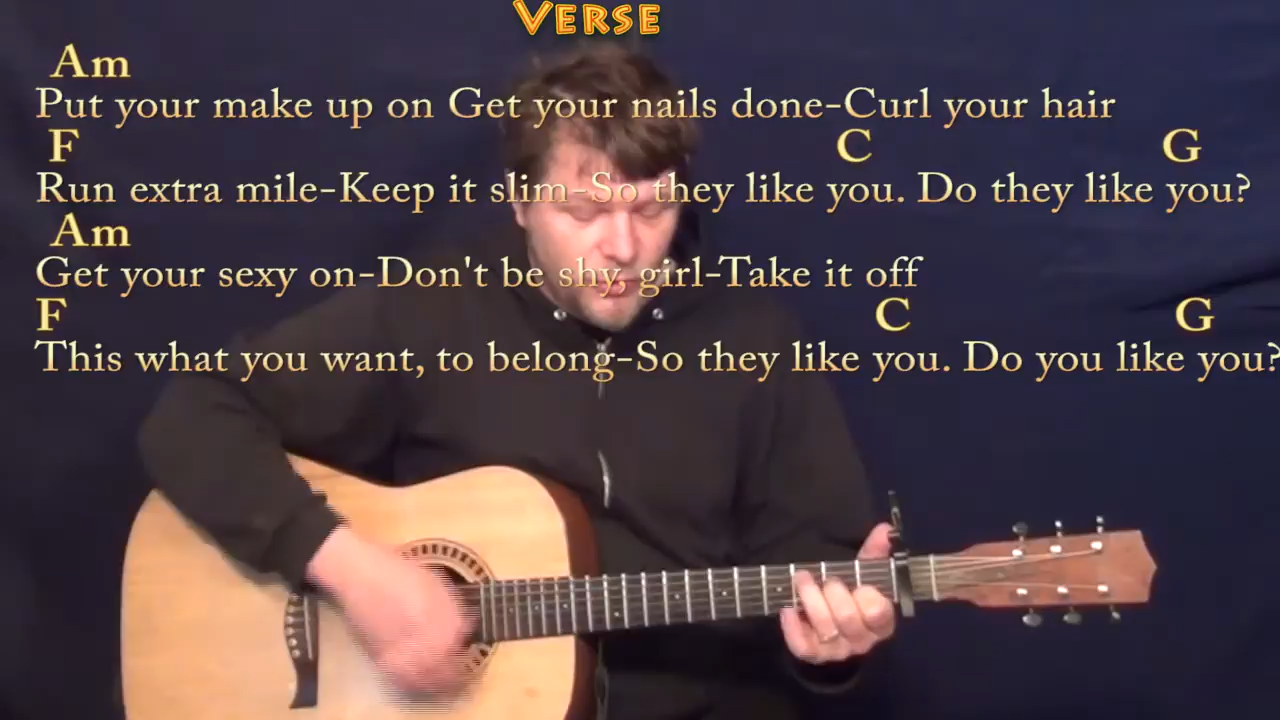 VERSE
Am
Put your make up on Get your nails done-Curl your hair
F C G
Run extra mile-Keep it slim-So they like you. Do they like you?
Am
Get your sexy on-Don't be shy, girl-Take it off
F C G
This what you want, to belong-So they like you. Do you like you?